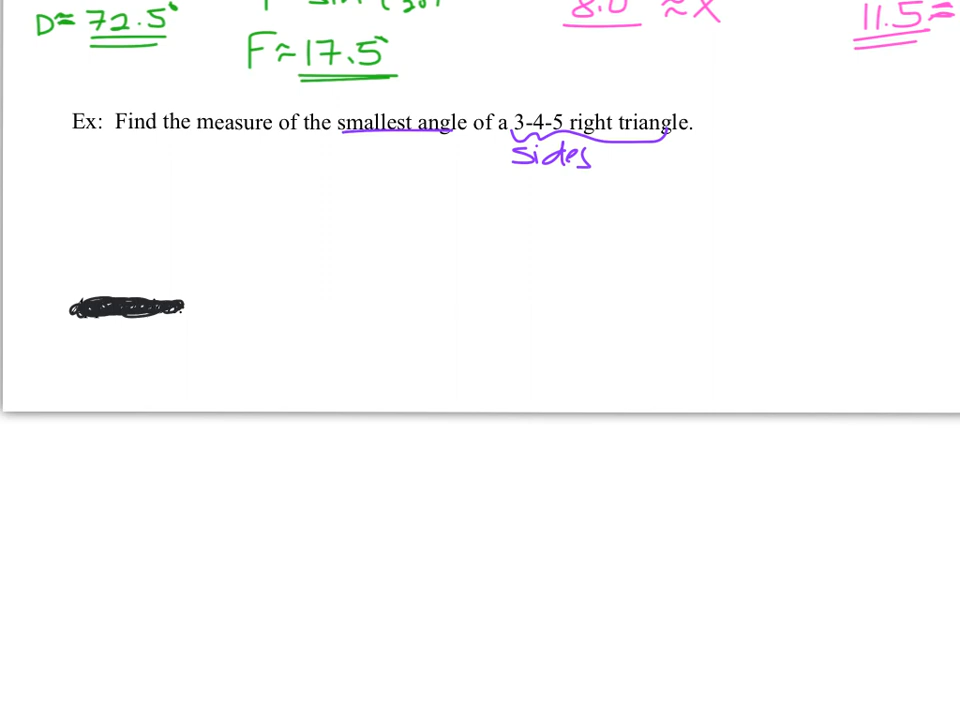 D≈ 72.5°
F≈17.5°
8.0 ≈x
11.5=
Ex: Find the measure of the smallest angle of a 3-4-5 right triangle.
sides